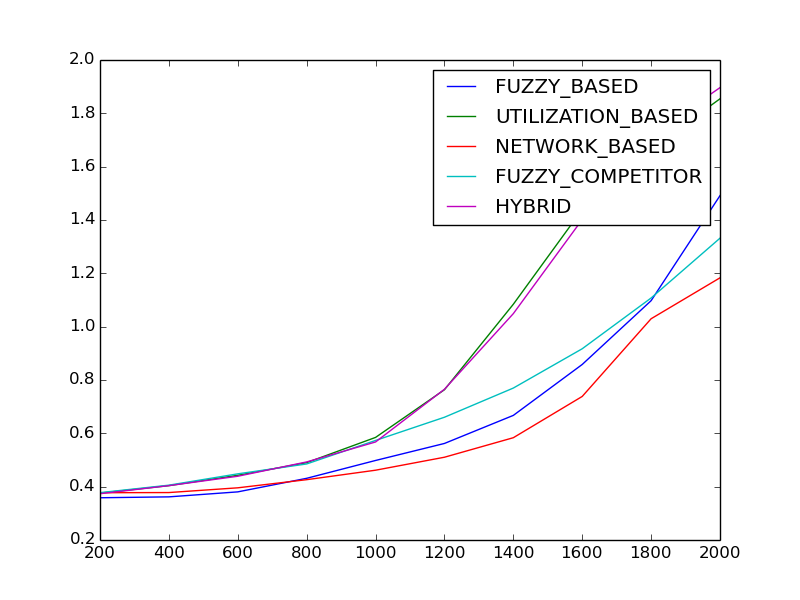 2.0
1.8
1.6
1.4
1.2
1.0
0.8
0.6
0.4
0.2
FUZZY_BASED
UTILIZATION_BASED
NETWORK_BASED
FUZZY_COMPETITOR
HYBRID
200 400 600 800 1000 1200 1400 1600 1800 2000